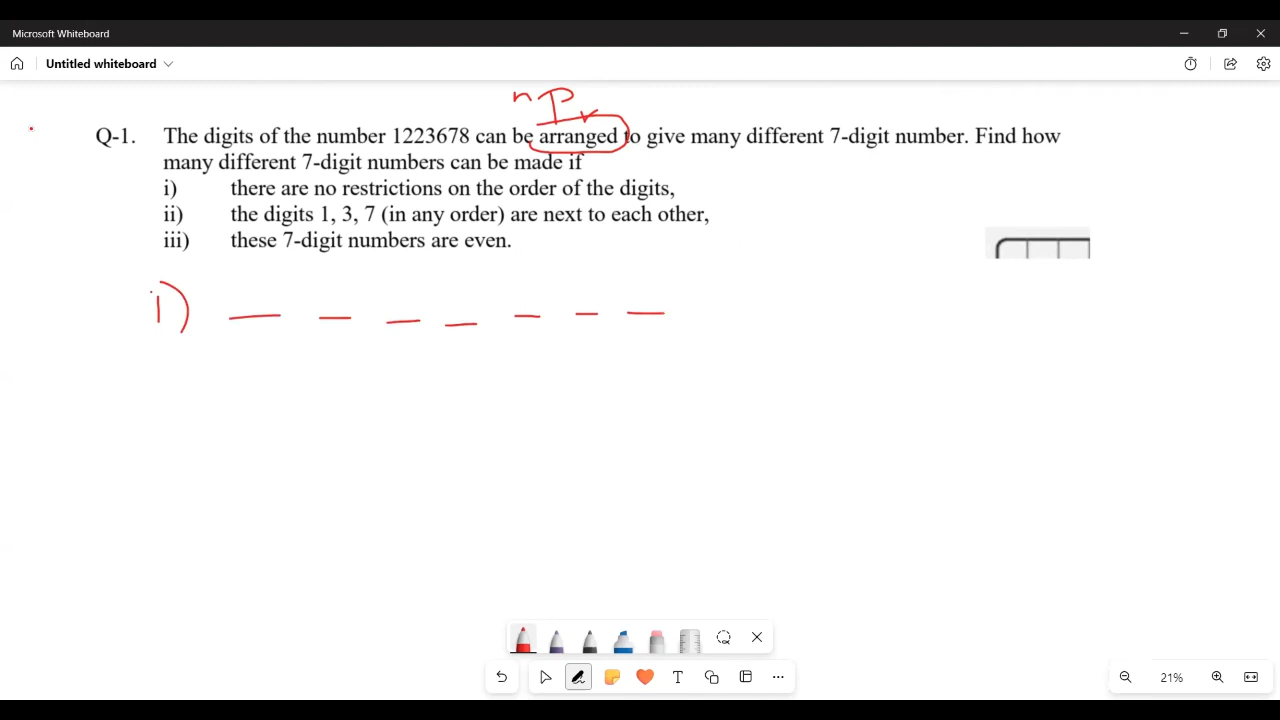 Microsoft Whiteboard
Untitled whiteboard
nPr
Q-1. The digits of the number 1223678 can be arranged to give many different 7-digit number. Find how
many different 7-digit numbers can be made if
i) there are no restrictions on the order of the digits,
ii) the digits 1, 3, 7 (in any order) are next to each other,
iii) these 7-digit numbers are even.
i) _ _ _ _ _ _ _
21%